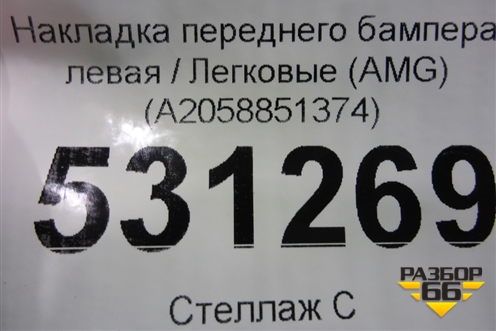 Накладка переднего бампера
левая / Легковые (AMG)
(A2058851374)
531269
РАЗБОР
66
Стеллаж С